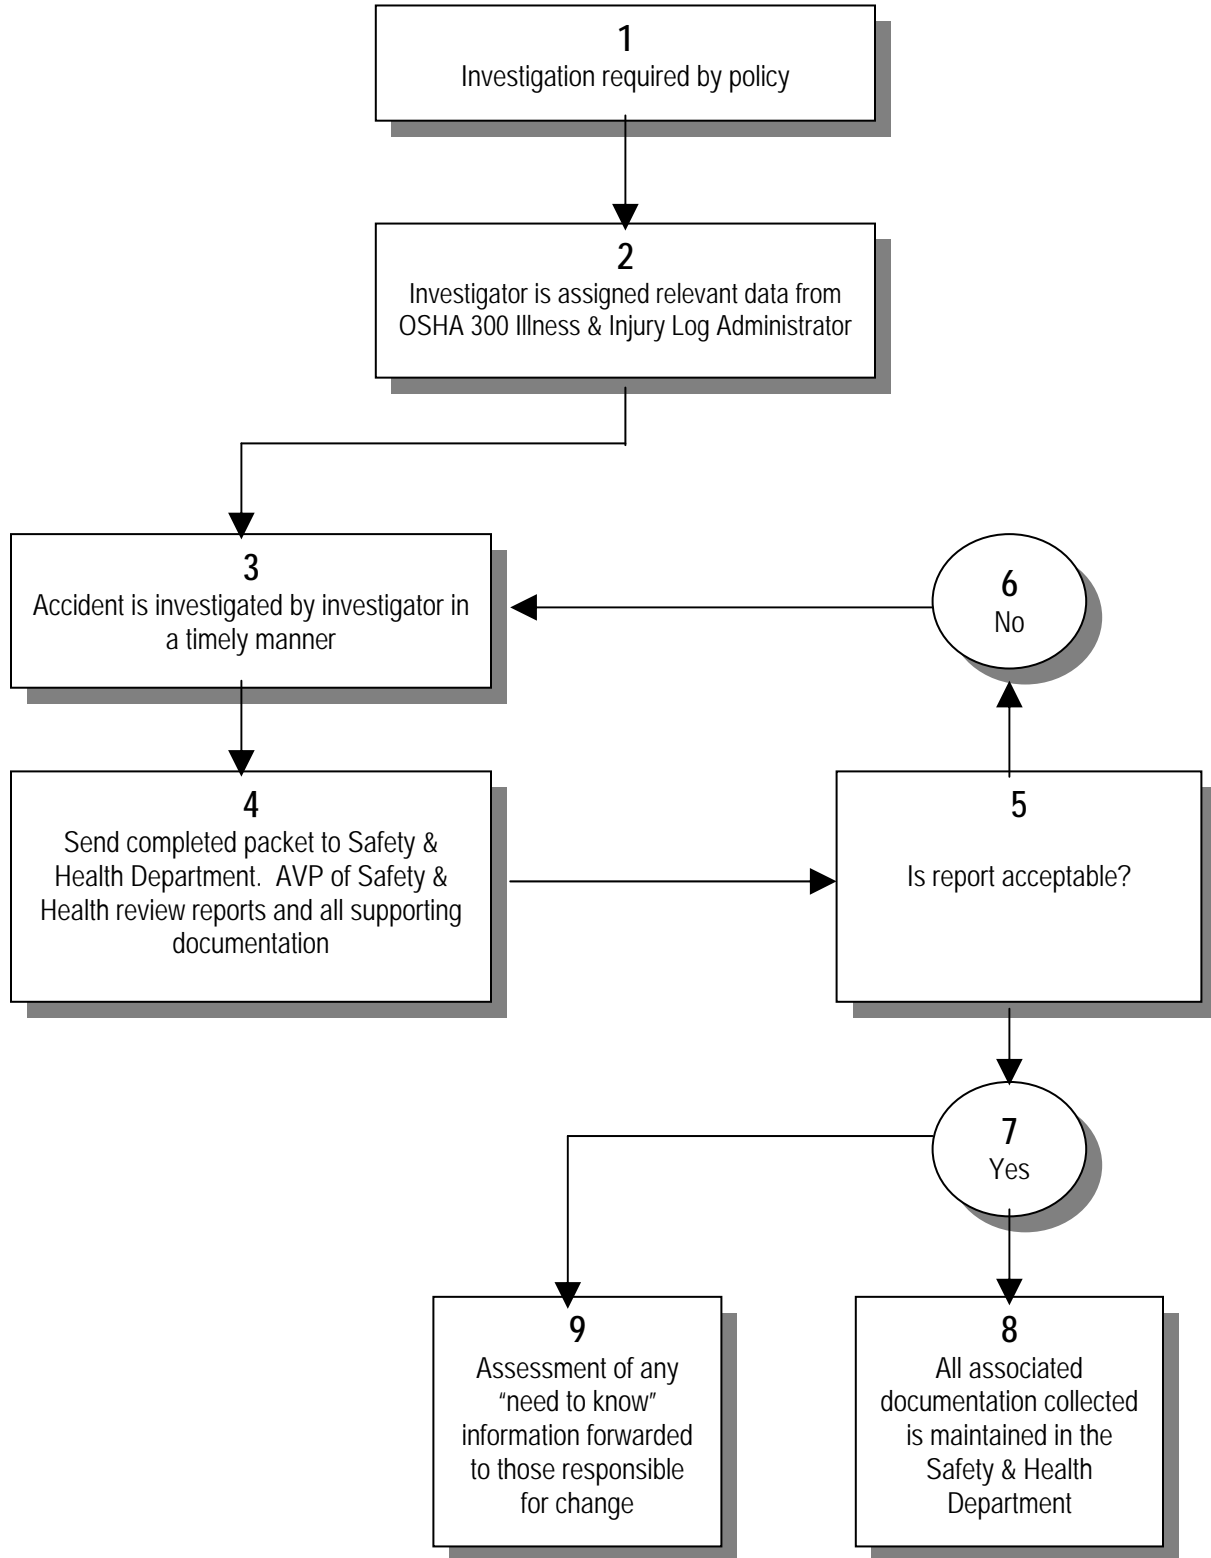 1
Investigation required by policy
2
Investigator is assigned relevant data from
OSHA 300 Illness & Injury Log Administrator
3
Accident is investigated by investigator in
a timely manner
6
No
4
Send completed packet to Safety &
Health Department.  AVP of Safety &
Health review reports and all supporting
documentation
5
Is report acceptable?
7
Yes
9
Assessment of any
“need to know”
information forwarded
to those responsible
for change
8
All associated
documentation collected
is maintained in the
Safety & Health
Department